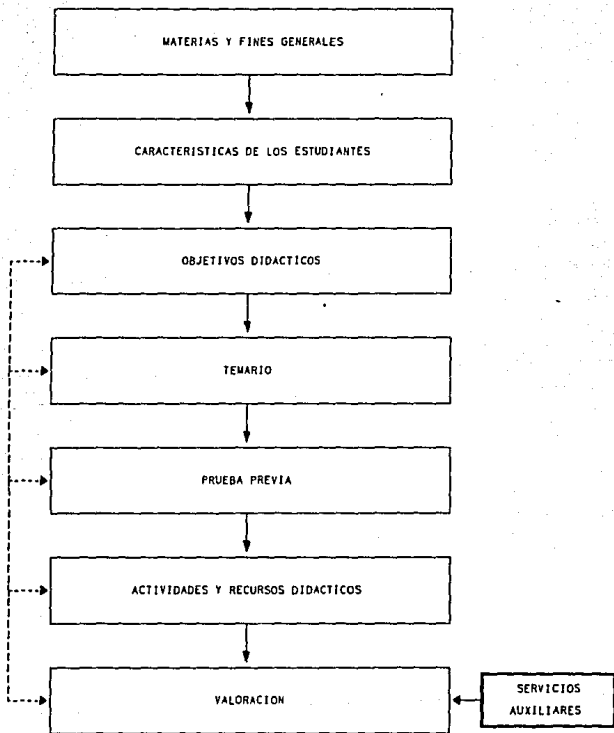 MATERIAS Y FINES GENERALES
CARACTERISTICAS DE LOS ESTUDIANTES
OBJETIVOS DIDACTICOS
TEMARIO
PRUEBA PREVIA
ACTIVIDADES Y RECURSOS DIDACTICOS
VALORACION
SERVICIOS
AUXILIARES